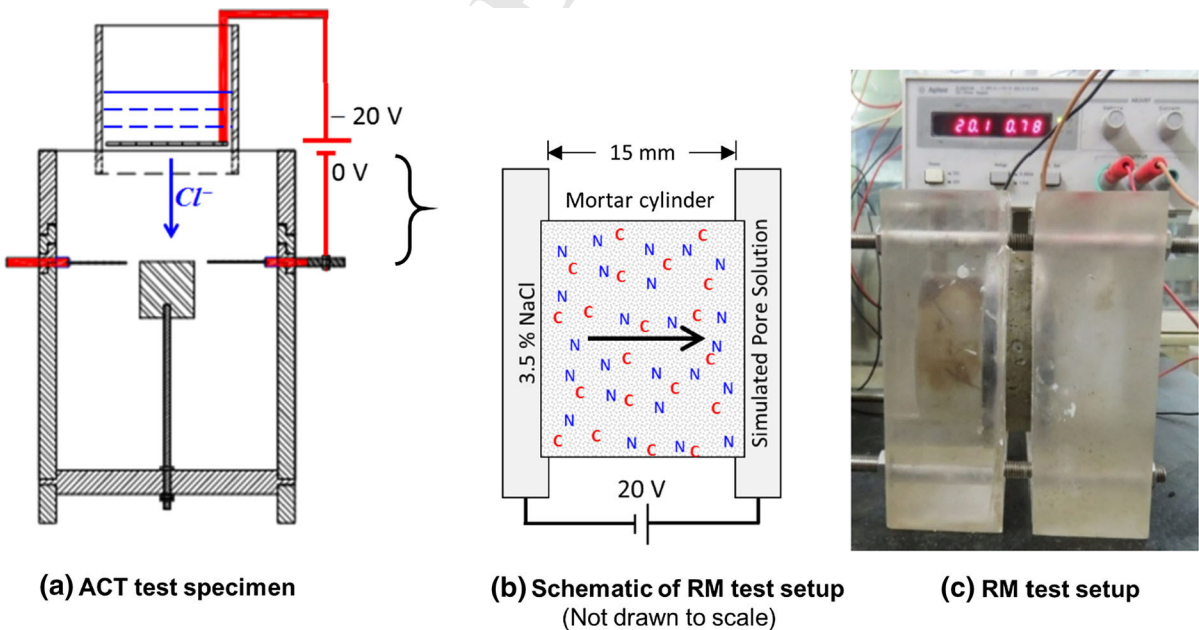 – 20 V
0 V
Cl⁻
(a) ACT test specimen
15 mm
Mortar cylinder
3.5 % NaCl
Simulated Pore Solution
N C N C
N N
C N C C N
N C
N
C C N C N C N
N C N
N C N N
C N C N C N C
N
C C N C N C N
20 V
(b) Schematic of RM test setup
(Not drawn to scale)
Agilent
20.1 0.78
(c) RM test setup